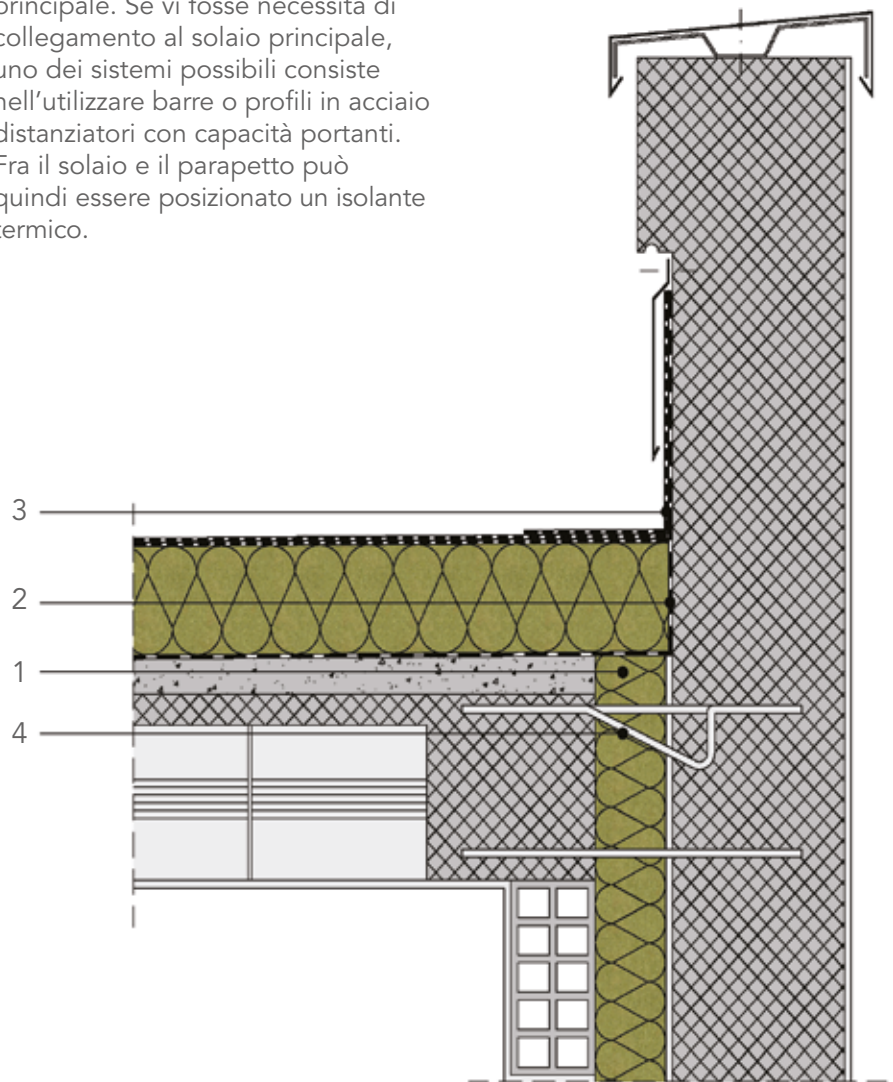 principale. Se vi fosse necessità di
collegamento al solaio principale,
uno dei sistemi possibili consiste
nell'utilizzare barre o profili in acciaio
distanziatori con capacità portanti.
Fra il solaio e il parapetto può
quindi essere posizionato un isolante
termico.
3
2
1
4